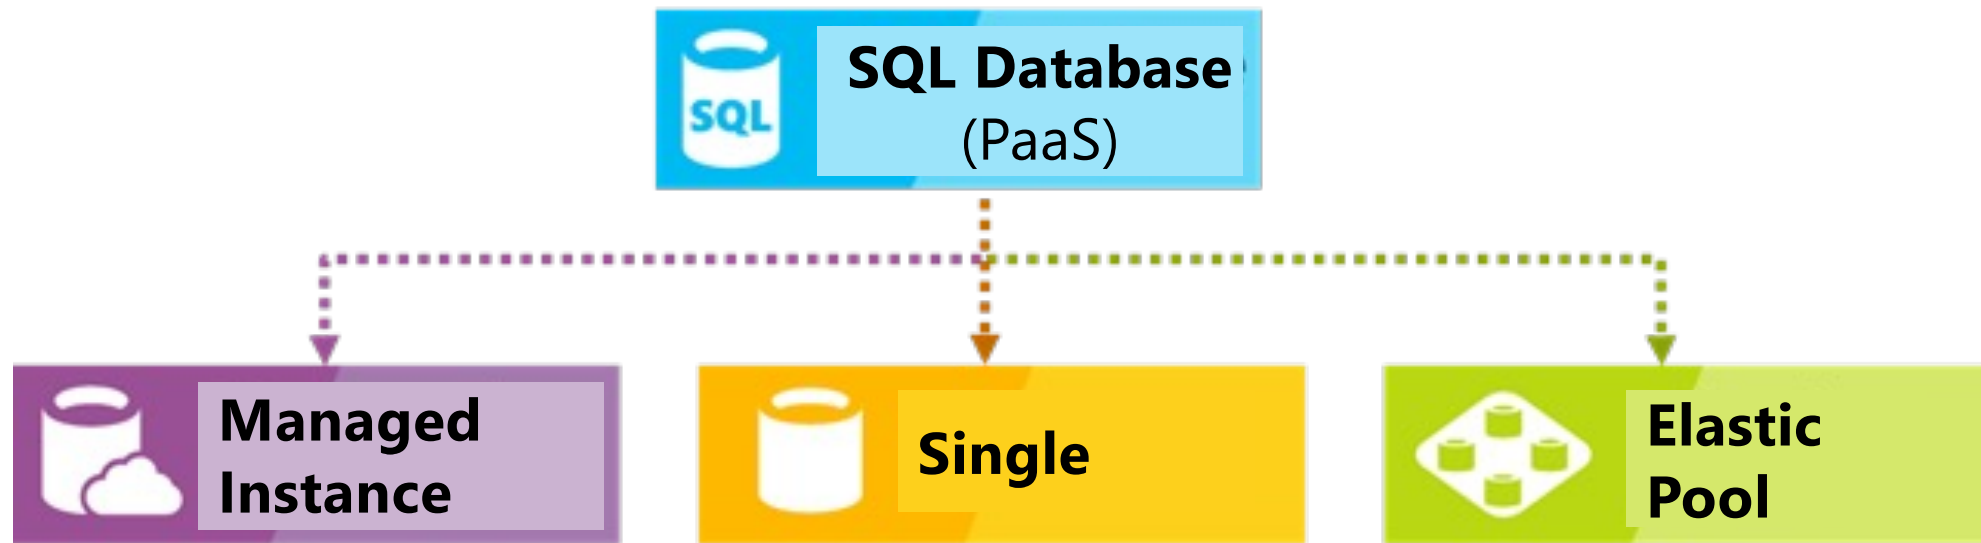 SQL
SQL Database
(PaaS)
Managed
Instance
Single
Elastic
Pool